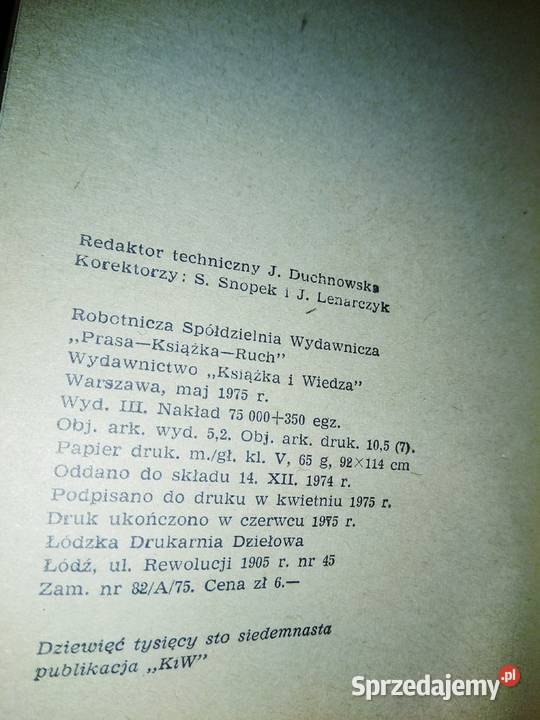 Redaktor techniczny J. Duchnowska
Korektorzy: S. Snopek i J. Lenarczyk
Robotnicza Spółdzielnia Wydawnicza
„Prasa—Książka—Ruch"
Wydawnictwo „Książka i Wiedza"
Warszawa, maj 1975 r.
Wyd. III. Nakład 75 000+350 egz.
Obj. ark. wyd. 5,2. Obj. ark. druk. 10,5 (7).
Papier druk. m./gł. kl. V, 65 g, 92×114 cm
Oddano do składu 14. XII. 1974 r.
Podpisano do druku w kwietniu 1975 r.
Druk ukończono w czerwcu 1975 r.
Łódzka Drukarnia Dziełowa
Łódź, ul. Rewolucji 1905 r. nr 45
Zam. nr 82/A/75. Cena zł 6.—
Dziewięć tysięcy sto siedemnasta
publikacja „KiW"
Sprzedajemy.pl